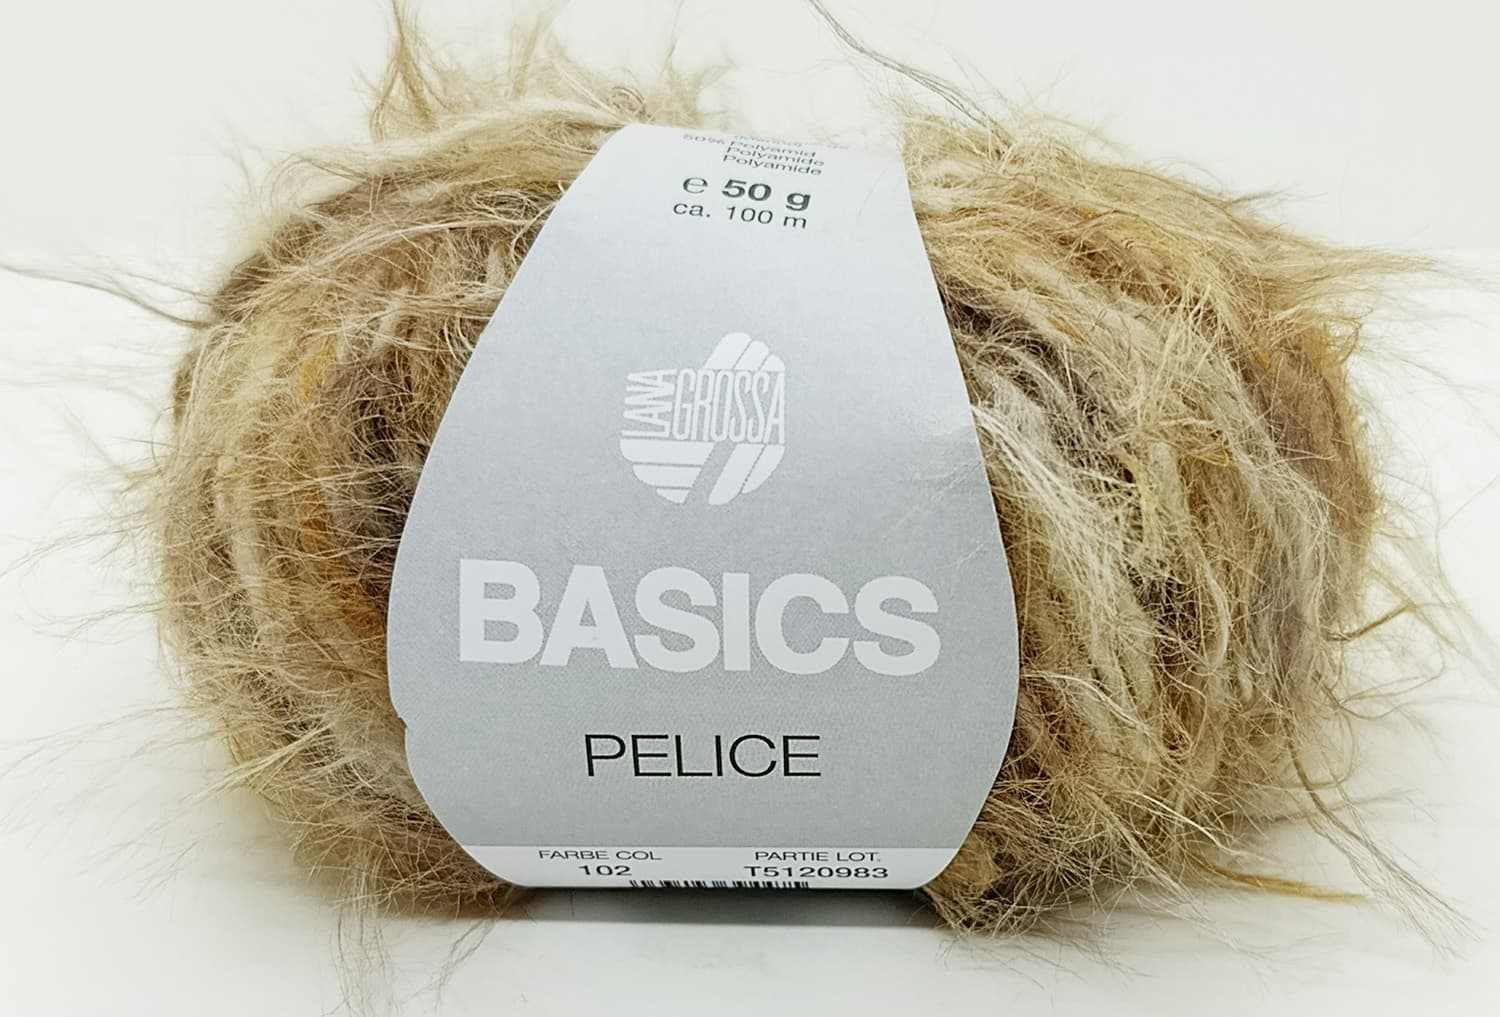 50% Polyamid
Polyamide
Polyamide
e 50 g
ca. 100 m
LANA GROSSA
BASICS
PELICE
FARBE COL PARTIE LOT.
102 T5120983